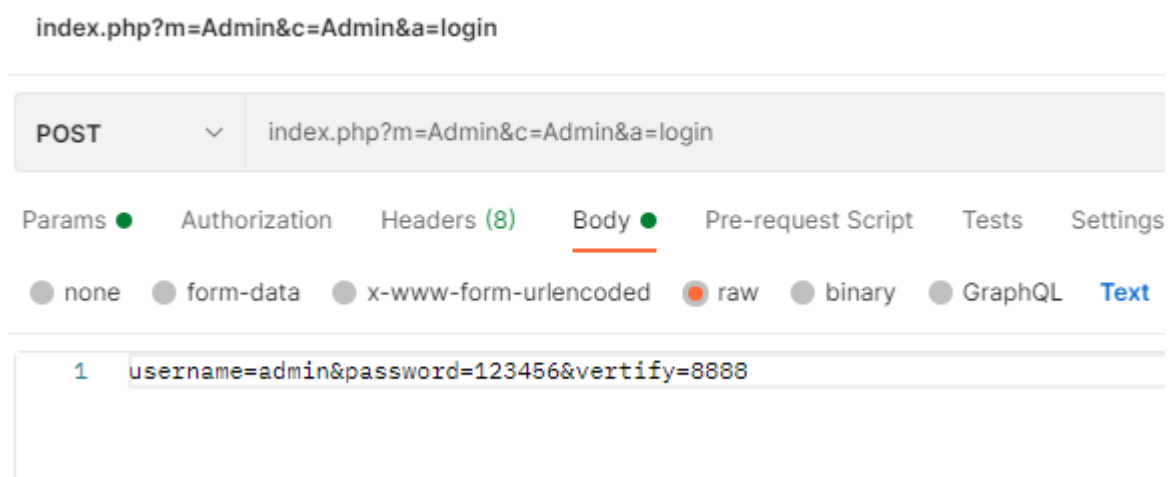 index.php?m=Admin&c=Admin&a=login
POST index.php?m=Admin&c=Admin&a=login
Params Authorization Headers (8) Body Pre-request Script Tests Settings
none form-data x-www-form-urlencoded raw binary GraphQL Text
1 username=admin&password=123456&vertify=8888